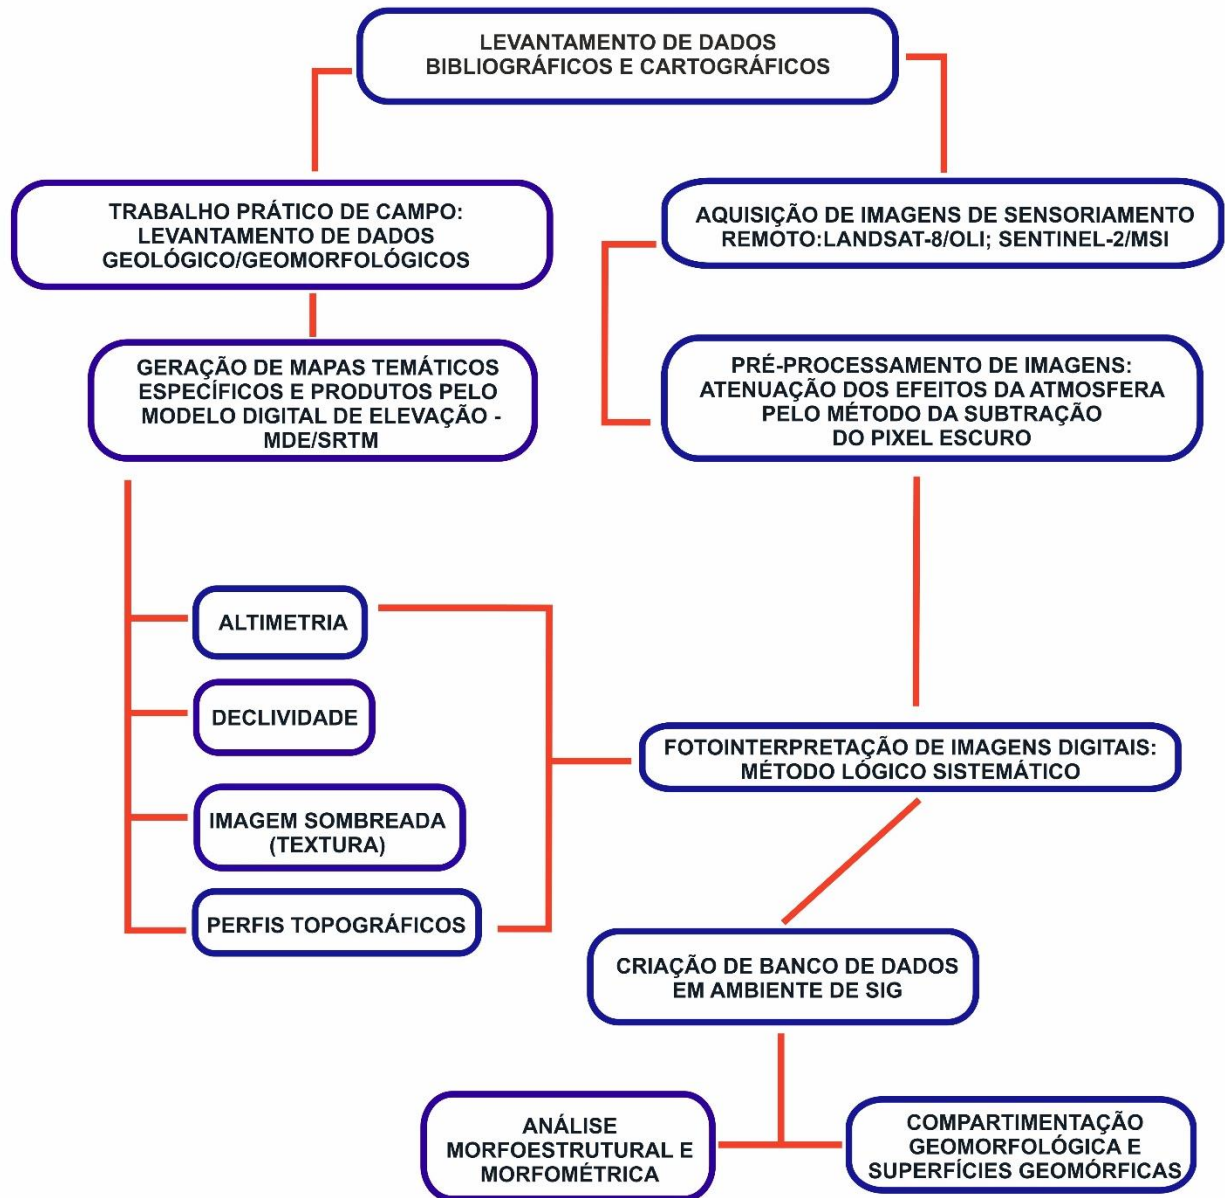 LEVANTAMENTO DE DADOS
BIBLIOGRÁFICOS E CARTOGRÁFICOS
TRABALHO PRÁTICO DE CAMPO:
LEVANTAMENTO DE DADOS
GEOLÓGICO/GEOMORFOLÓGICOS
AQUISIÇÃO DE IMAGENS DE SENSORIAMENTO
REMOTO:LANDSAT-8/OLI; SENTINEL-2/MSI
GERAÇÃO DE MAPAS TEMÁTICOS
ESPECÍFICOS E PRODUTOS PELO
MODELO DIGITAL DE ELEVAÇÃO -
MDE/SRTM
PRÉ-PROCESSAMENTO DE IMAGENS:
ATENUAÇÃO DOS EFEITOS DA ATMOSFERA
PELO MÉTODO DA SUBTRAÇÃO
DO PIXEL ESCURO
ALTIMETRIA
DECLIVIDADE
IMAGEM SOMBREADA
(TEXTURA)
PERFIS TOPOGRÁFICOS
FOTOINTERPRETAÇÃO DE IMAGENS DIGITAIS:
MÉTODO LÓGICO SISTEMÁTICO
CRIAÇÃO DE BANCO DE DADOS
EM AMBIENTE DE SIG
ANÁLISE
MORFOESTRUTURAL E
MORFOMÉTRICA
COMPARTIMENTAÇÃO
GEOMORFOLÓGICA E
SUPERFÍCIES GEOMÓRFICAS